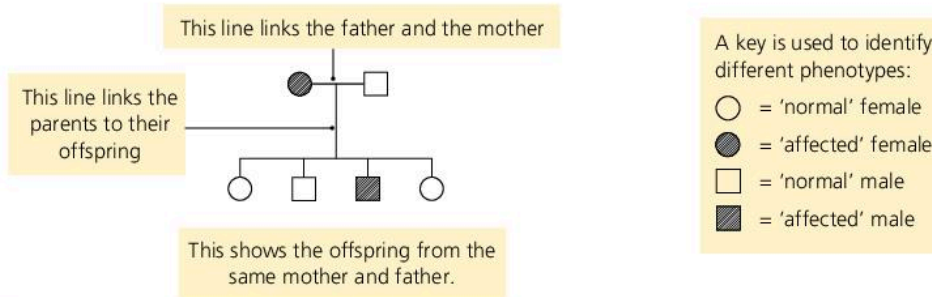 This line links the father and the mother
This line links the
parents to their
offspring
This shows the offspring from the
same mother and father.
A key is used to identify
different phenotypes:
= 'normal' female
= 'affected' female
= 'normal' male
= 'affected' male